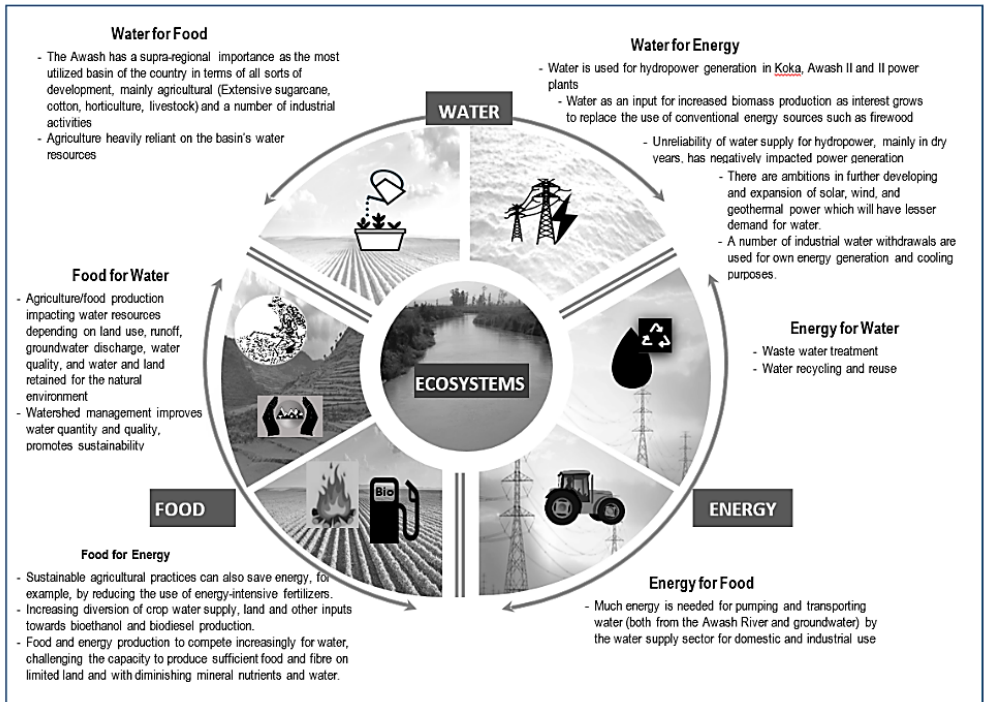 Water for Food
- The Awash has a supra-regional importance as the most
utilized basin of the country in terms of all sorts of
development, mainly agricultural (Extensive sugarcane,
cotton, horticulture, livestock) and a number of industrial
activities
- Agriculture heavily reliant on the basin's water
resources
Water for Energy
- Water is used for hydropower generation in Koka, Awash II and II power
plants
- Water as an input for increased biomass production as interest grows
to replace the use of conventional energy sources such as firewood
- Unreliability of water supply for hydropower, mainly in dry
years, has negatively impacted power generation
- There are ambitions in further developing
and expansion of solar, wind, and
geothermal power which will have lesser
demand for water.
- A number of industrial water withdrawals are
used for own energy generation and cooling
purposes.
WATER
Food for Water
- Agriculture/food production
impacting water resources
depending on land use, runoff,
groundwater discharge, water
quality, and water and land
retained for the natural
environment
- Watershed management improves
water quantity and quality,
promotes sustainability
ECOSYSTEMS
Energy for Water
- Waste water treatment
- Water recycling and reuse
Bio
FOOD
ENERGY
Food for Energy
- Sustainable agricultural practices can also save energy, for
example, by reducing the use of energy-intensive fertilizers.
- Increasing diversion of crop water supply, land and other inputs
towards bioethanol and biodiesel production.
- Food and energy production to compete increasingly for water,
challenging the capacity to produce sufficient food and fibre on
limited land and with diminishing mineral nutrients and water.
Energy for Food
- Much energy is needed for pumping and transporting
water (both from the Awash River and groundwater) by
the water supply sector for domestic and industrial use